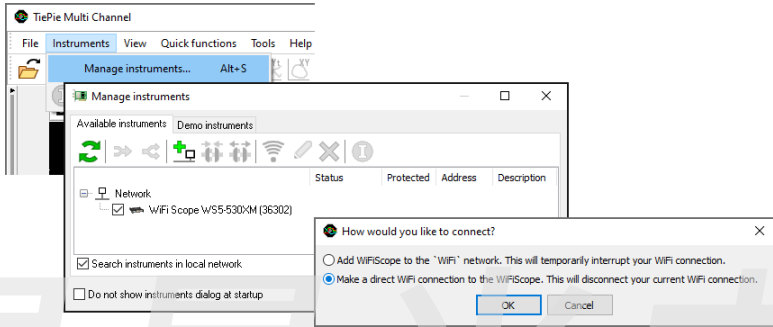 TiePie Multi Channel
File Instruments View Quick functions Tools Help
Manage instruments... Alt+S
Manage instruments
Available instruments Demo instruments
Status Protected Address Description
Network
WiFi Scope WS5-530XM (36302)
Search instruments in local network
Do not show instruments dialog at startup
How would you like to connect?
Add WiFiScope to the `WiFi` network. This will temporarily interrupt your WiFi connection.
Make a direct WiFi connection to the WiFiScope. This will disconnect your current WiFi connection.
OK Cancel